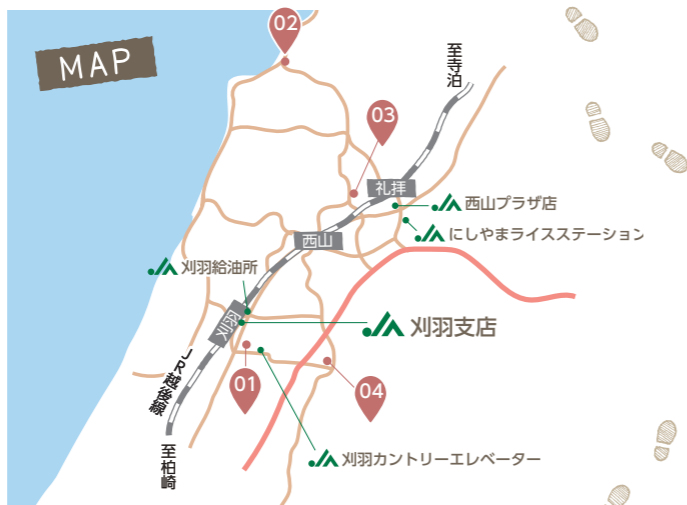 MAP
02
至寺泊
03
礼拝
西山プラザ店
にしやまライスステーション
西山
刈羽給油所
刈羽
刈羽支店
JR越後線
01
04
至柏崎
刈羽カントリーエレベーター